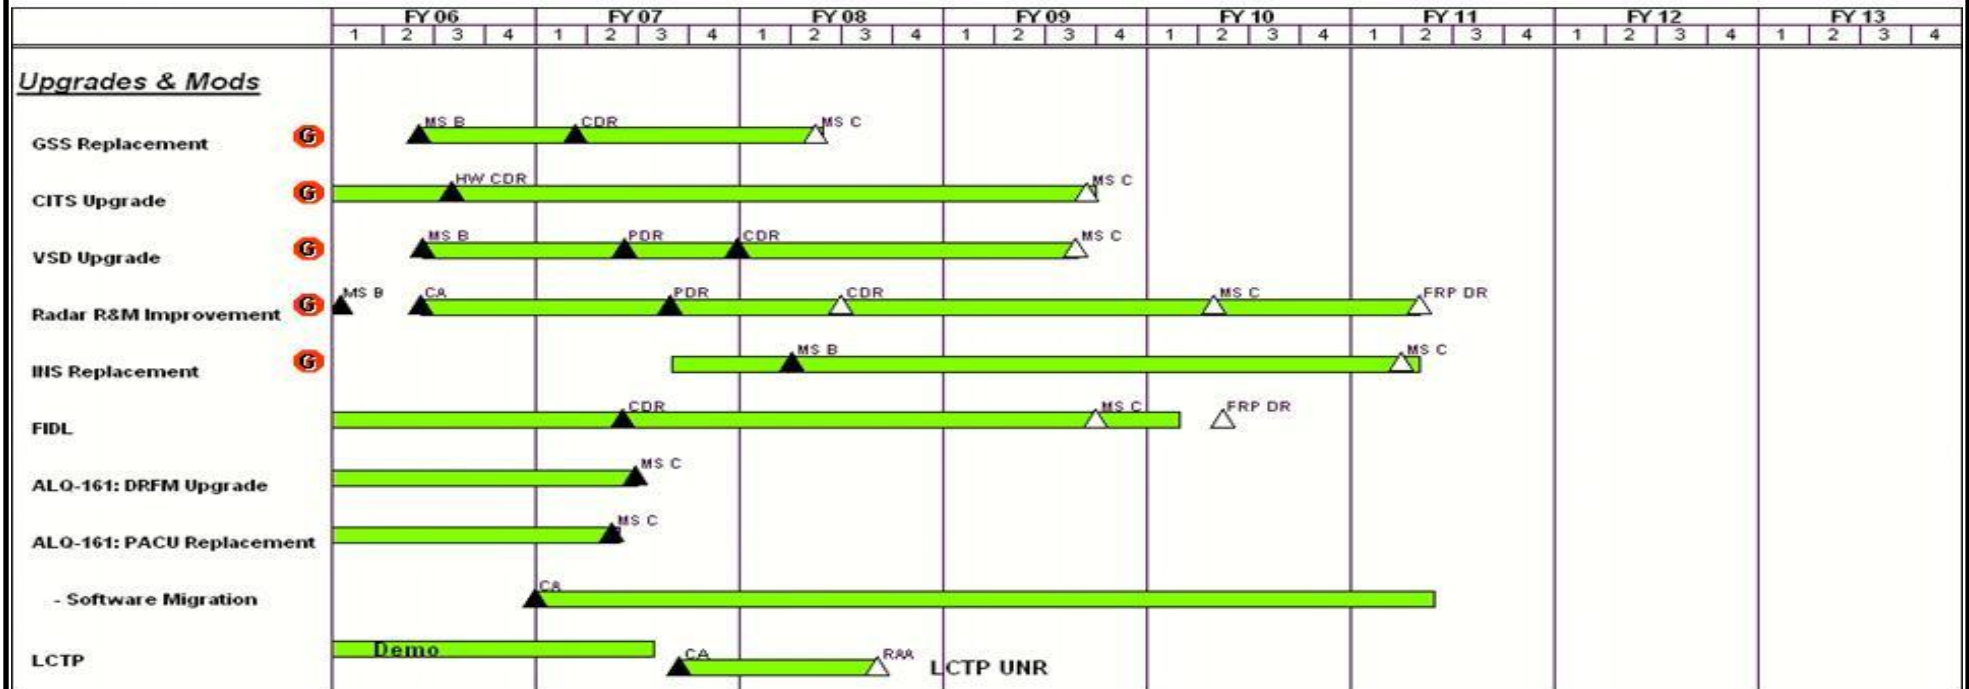 FY 06 FY 07 FY 08 FY 09 FY 10 FY 11 FY 12 FY 13
1 2 3 4 1 2 3 4 1 2 3 4 1 2 3 4 1 2 3 4 1 2 3 4 1 2 3 4 1 2 3 4
Upgrades & Mods
MS B CDR MS C
GSS Replacement G
HW CDR MS C
CITS Upgrade G
MS B PDR CDR MS C
VSD Upgrade G
MS B CA PDR CDR MS C FRP DR
Radar R&M Improvement G
MS B MS C
INS Replacement G
CDR MS C FRP DR
FIDL
MS C
ALQ-161: DRFM Upgrade
MS C
ALQ-161: PACU Replacement
CA
- Software Migration
Demo
CA RAA
LCTP LCTP UNR